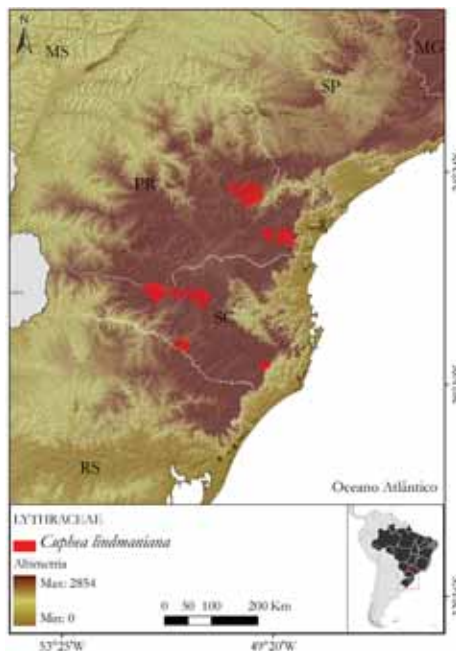 N
MS
MG
SP
PR
SC
RS
Oceano Atlântico
LYTHRACEAE
Cuphea lindmaniana
Altimetria
Max: 2854
Min: 0
0 50 100 200 Km
53°25'W
49°20'W